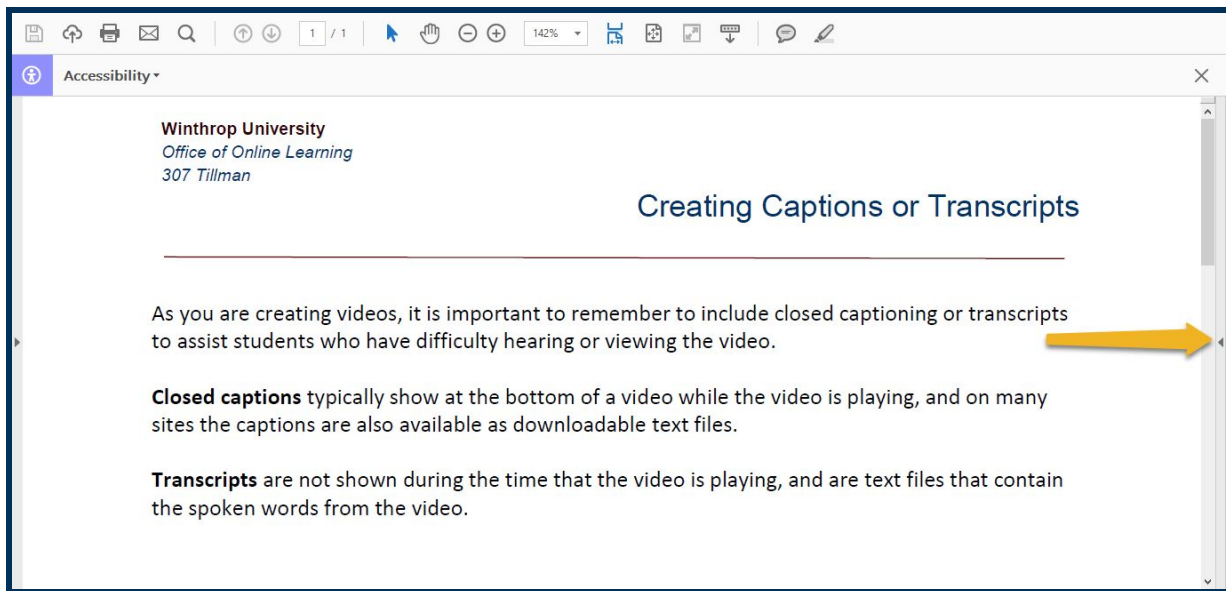 1 / 1
142%
Accessibility
Winthrop University
Office of Online Learning
307 Tillman
Creating Captions or Transcripts
As you are creating videos, it is important to remember to include closed captioning or transcripts
to assist students who have difficulty hearing or viewing the video.
Closed captions typically show at the bottom of a video while the video is playing, and on many
sites the captions are also available as downloadable text files.
Transcripts are not shown during the time that the video is playing, and are text files that contain
the spoken words from the video.